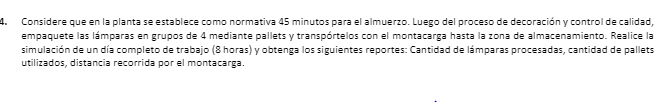 4. Considere que en la planta se establece como normativa 45 minutos para el almuerzo. Luego del proceso de decoración y control de calidad,
empaquete las lámparas en grupos de 4 mediante pallets y transpórtelos con el montacarga hasta la zona de almacenamiento. Realice la
simulación de un día completo de trabajo (8 horas) y obtenga los siguientes reportes: Cantidad de lámparas procesadas, cantidad de pallets
utilizados, distancia recorrida por el montacarga.